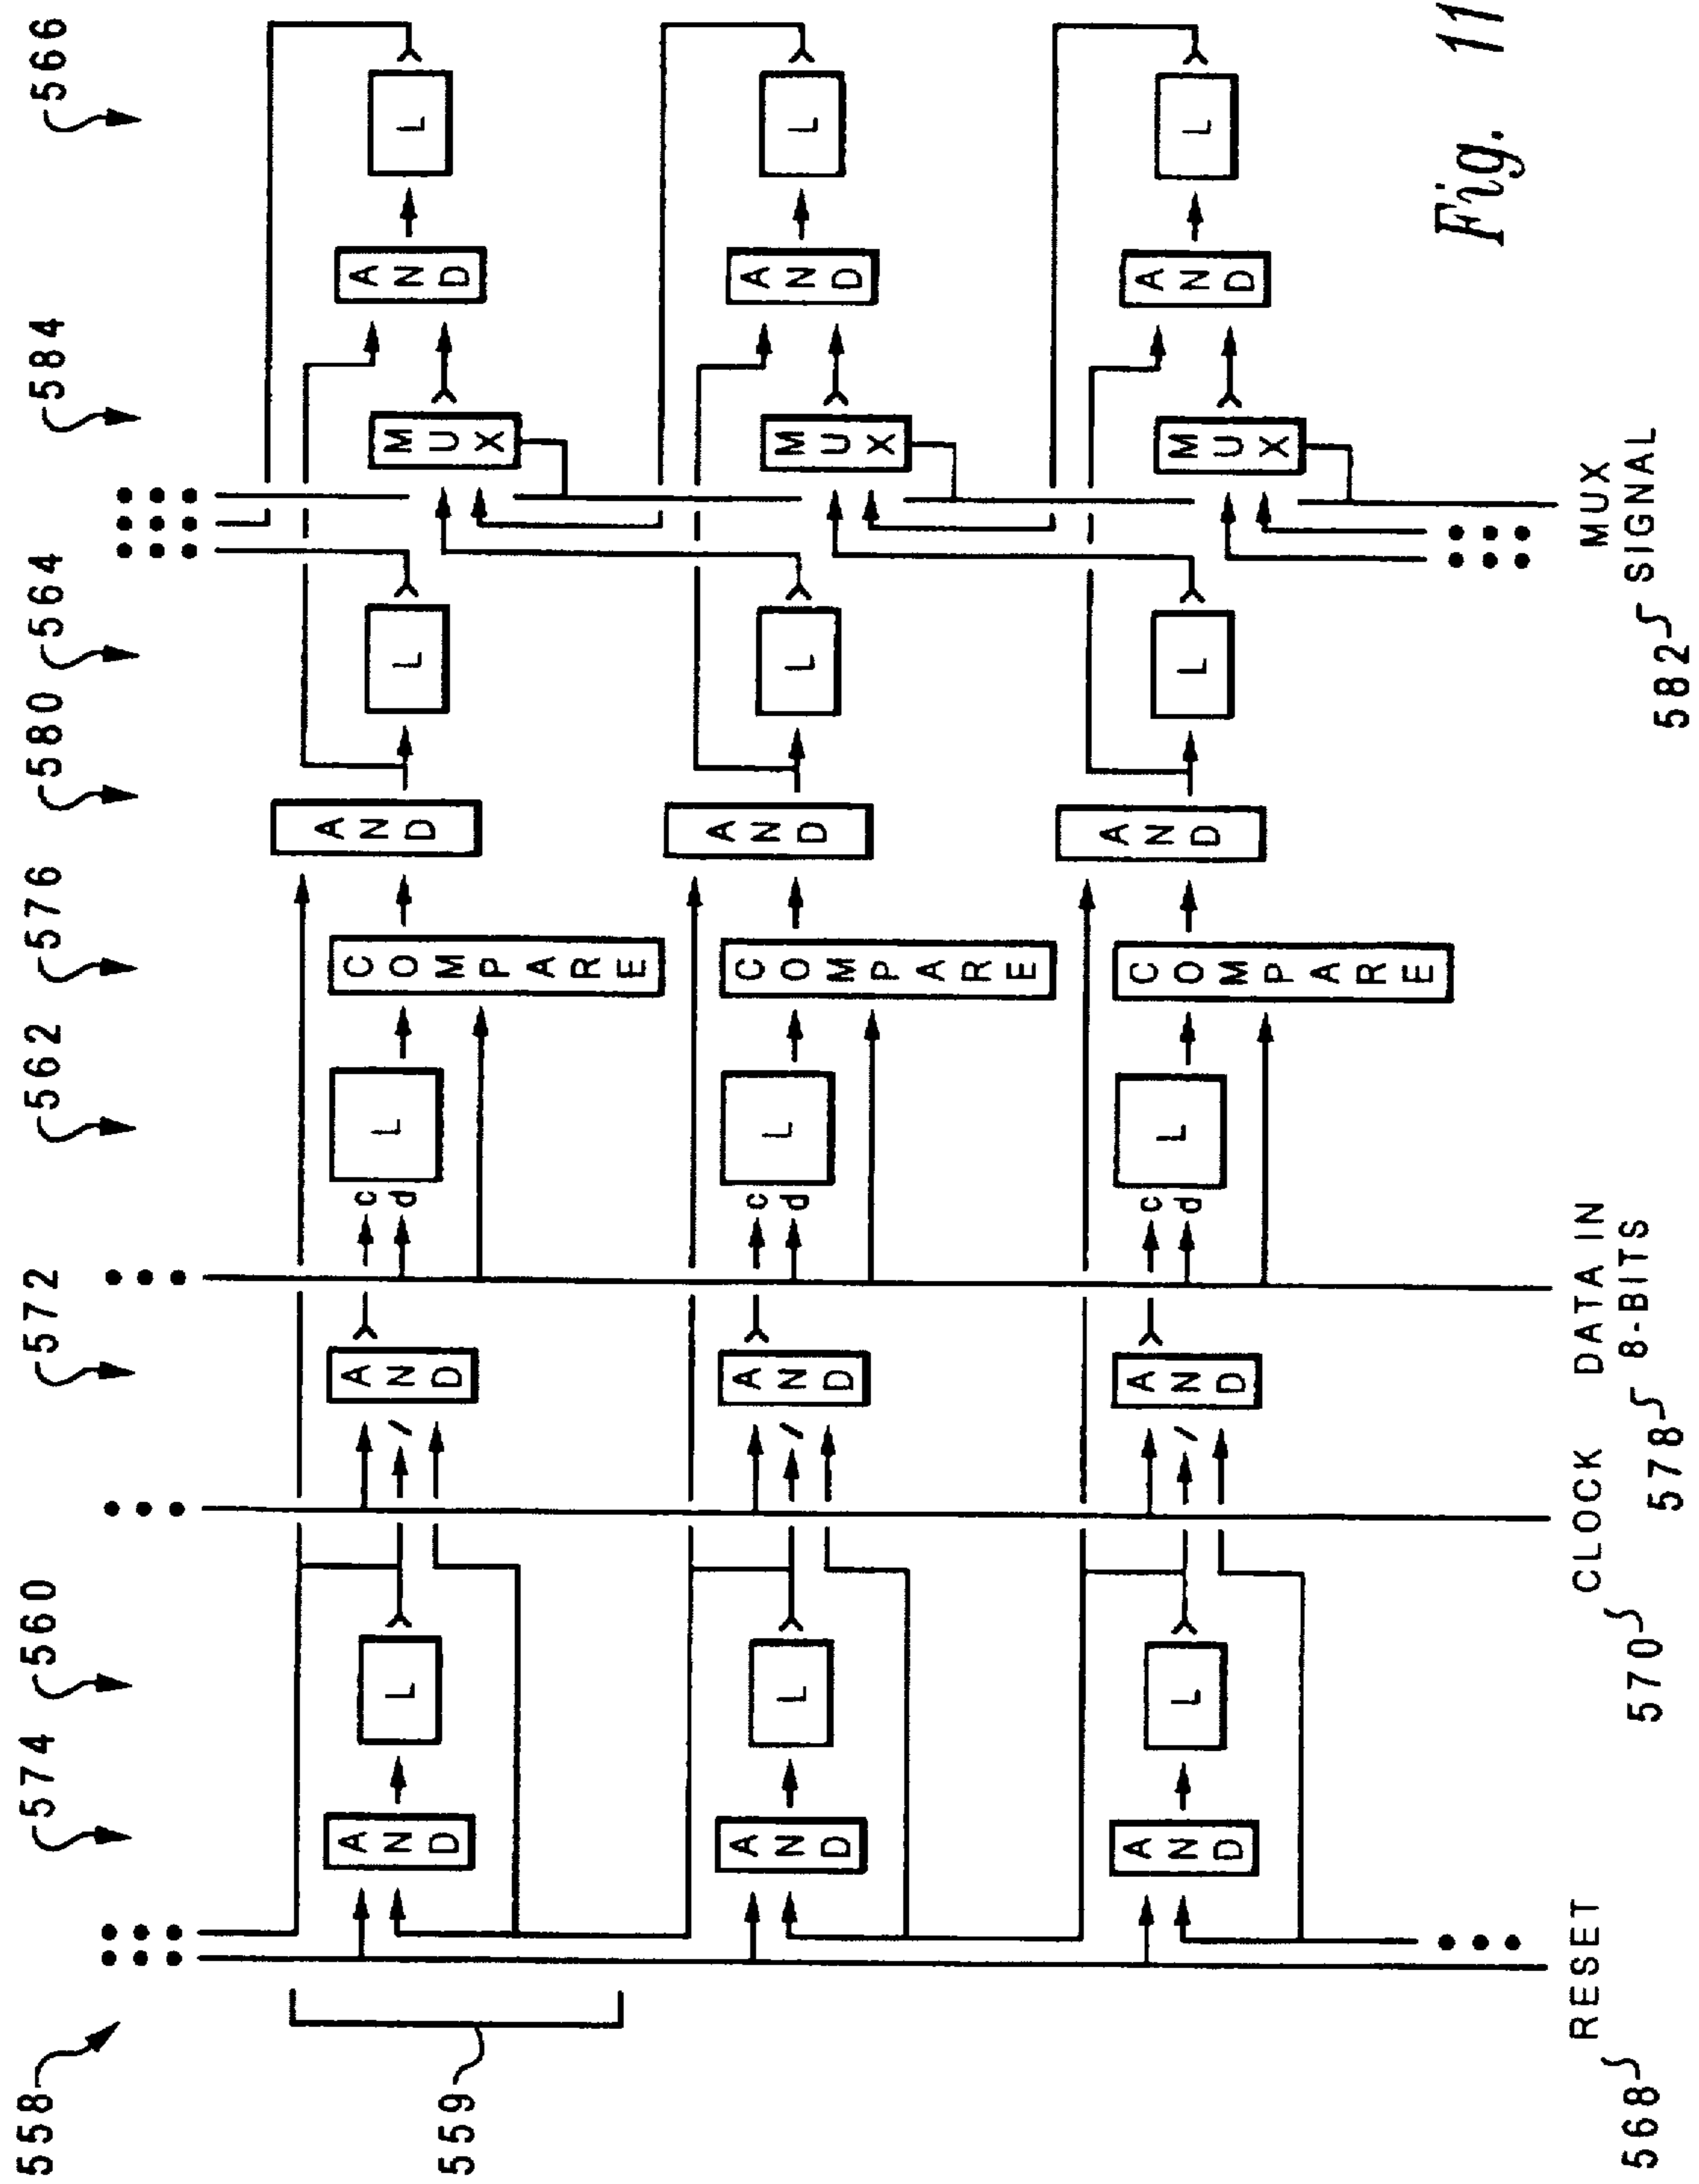 558 574 560 572 562 576 580 564 584 566
559
AND
L
AND
c
d
L
COMPARE
AND
L
MUX
AND
L
AND
L
AND
c
d
L
COMPARE
AND
L
MUX
AND
L
AND
L
AND
c
d
L
COMPARE
AND
L
MUX
AND
L
568
RESET
570
CLOCK
578
DATA IN
8-BITS
582
MUX
SIGNAL
Fig. 11